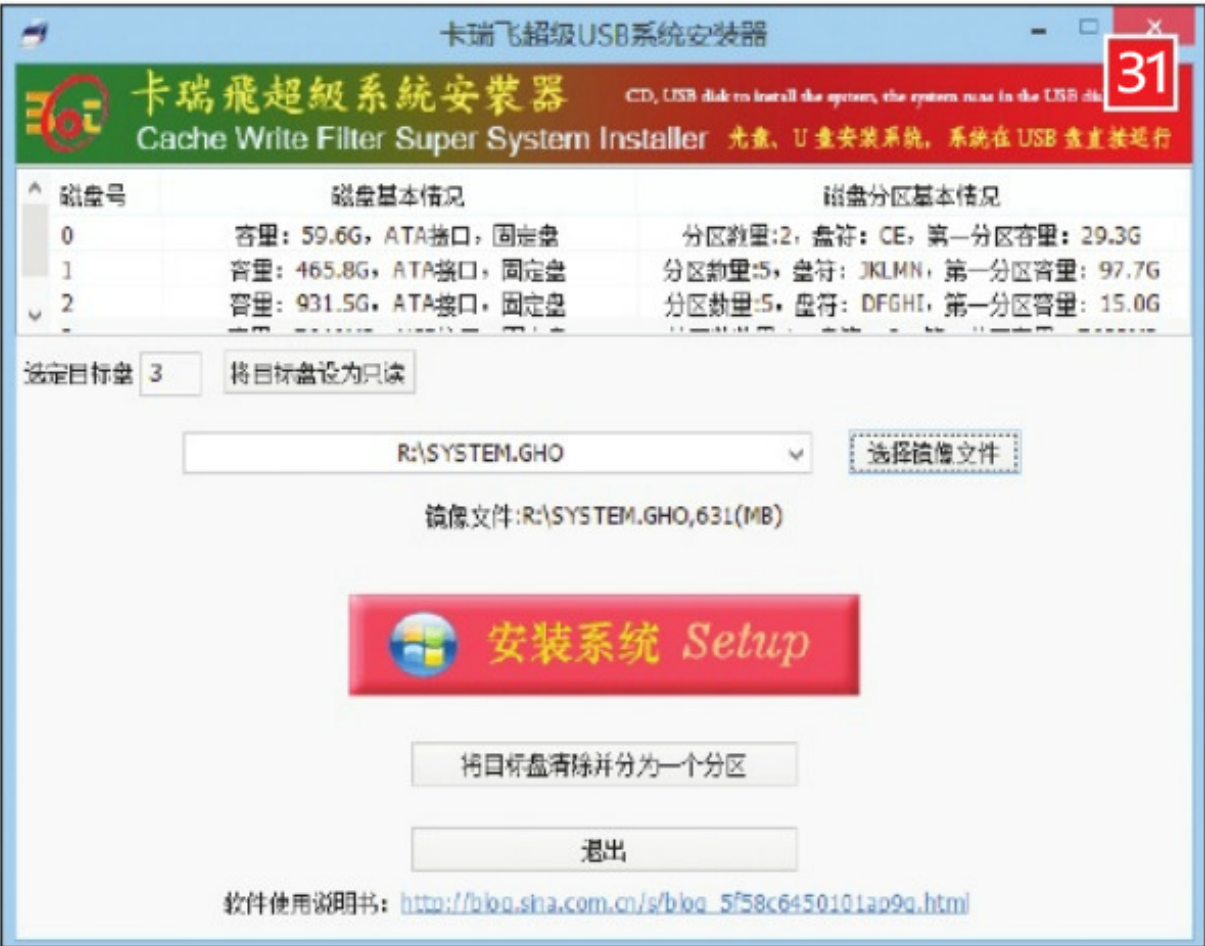 卡瑞飞超级USB系统安装器
31
卡瑞飛超級系統安裝器
CD, USB disk to install the system, the system runs in the USB
Cache Write Filter Super System Installer 光盘、U 盘安装系统，系统在 USB 盘直接运行
磁盘号 磁盘基本情况 磁盘分区基本情况
0 容量：59.6G，ATA接口，固定盘 分区数量:2，盘符：CE，第一分区容量：29.3G
1 容量：465.8G，ATA接口，固定盘 分区数量:5，盘符：JKLMN，第一分区容量：97.7G
2 容量：931.5G，ATA接口，固定盘 分区数量:5，盘符：DFGHI，第一分区容量：15.0G
选定目标盘 3 将目标盘设为只读
R:\SYSTEM.GHO 选择镜像文件
镜像文件:R:\SYSTEM.GHO,631(MB)
安装系统 Setup
将目标盘清除并分为一个分区
退出
软件使用说明书：http://blog.sina.com.cn/s/blog_5f58c6450101ap9q.html